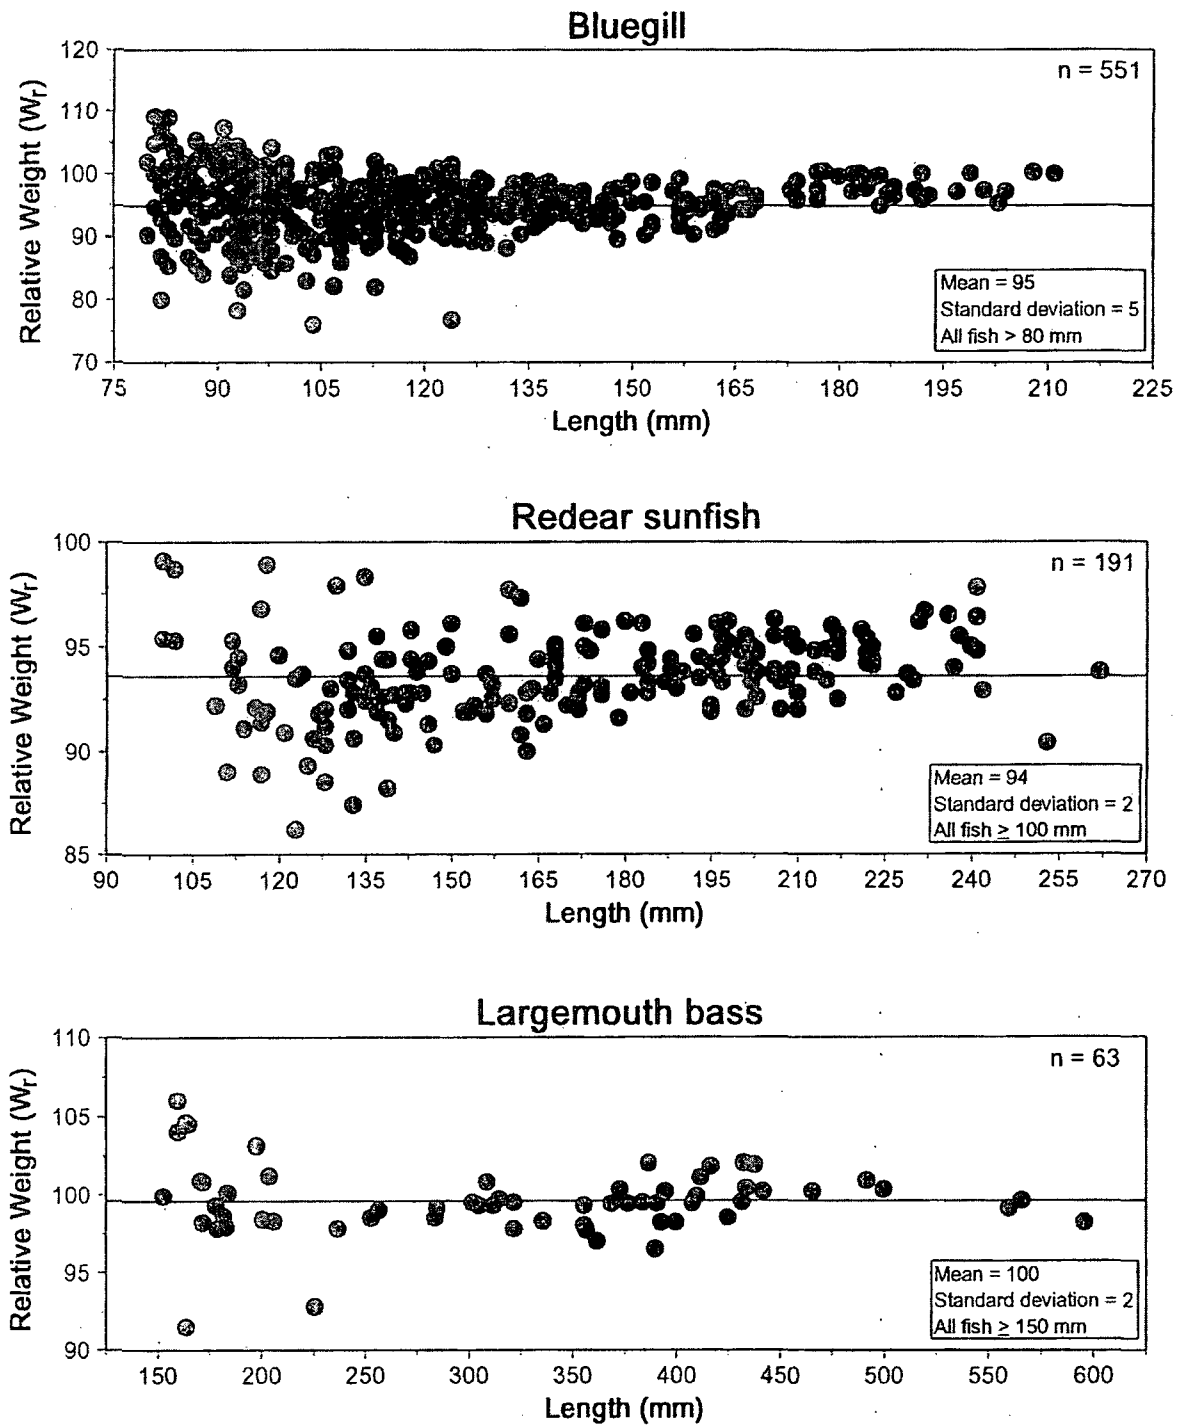 Bluegill
n = 551
Relative Weight (Wr)
120
110
100
90
80
70
Mean = 95
Standard deviation = 5
All fish > 80 mm
75 90 105 120 135 150 165 180 195 210 225
Length (mm)
Redear sunfish
n = 191
Relative Weight (Wr)
100
95
90
85
Mean = 94
Standard deviation = 2
All fish ≥ 100 mm
90 105 120 135 150 165 180 195 210 225 240 255 270
Length (mm)
Largemouth bass
n = 63
Relative Weight (Wr)
110
105
100
95
90
Mean = 100
Standard deviation = 2
All fish ≥ 150 mm
150 200 250 300 350 400 450 500 550 600
Length (mm)